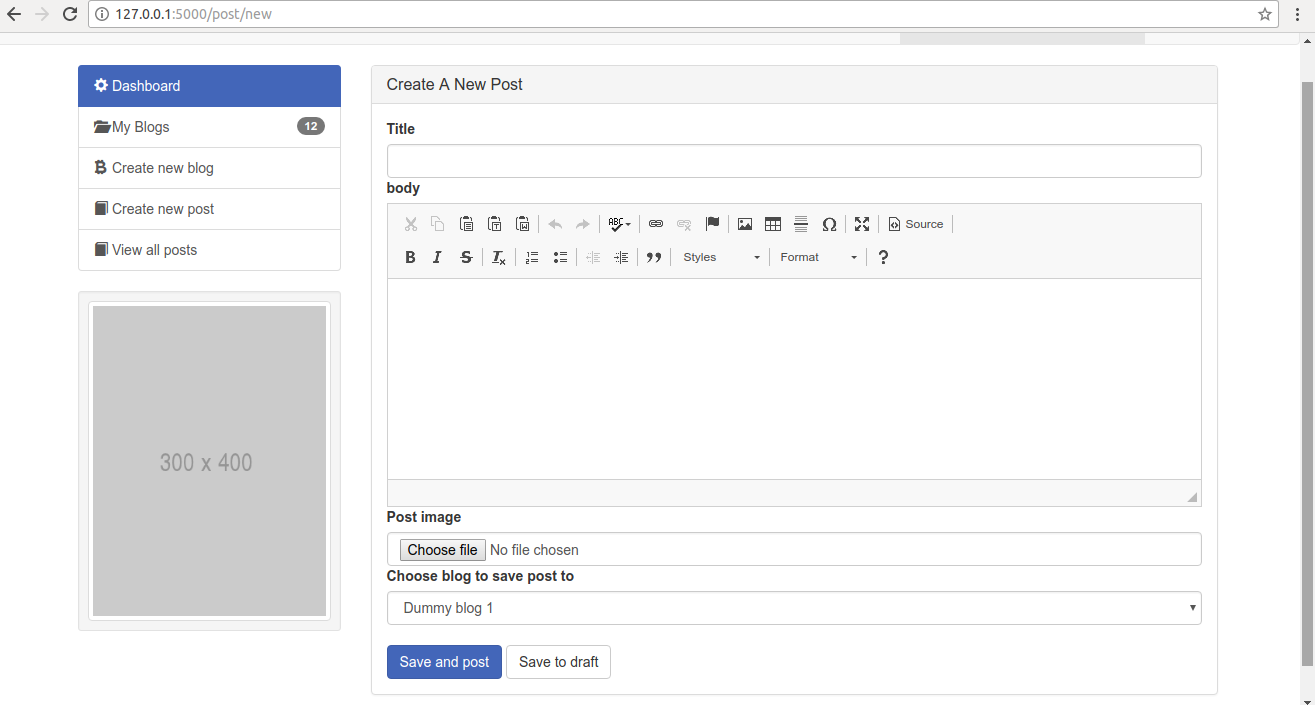 127.0.0.1:5000/post/new
Dashboard
My Blogs 12
Create new blog
Create new post
View all posts
300 x 400
Create A New Post
Title
body
ABC
Source
B I S Tx
Styles
Format
?
Post image
Choose file No file chosen
Choose blog to save post to
Dummy blog 1
Save and post Save to draft